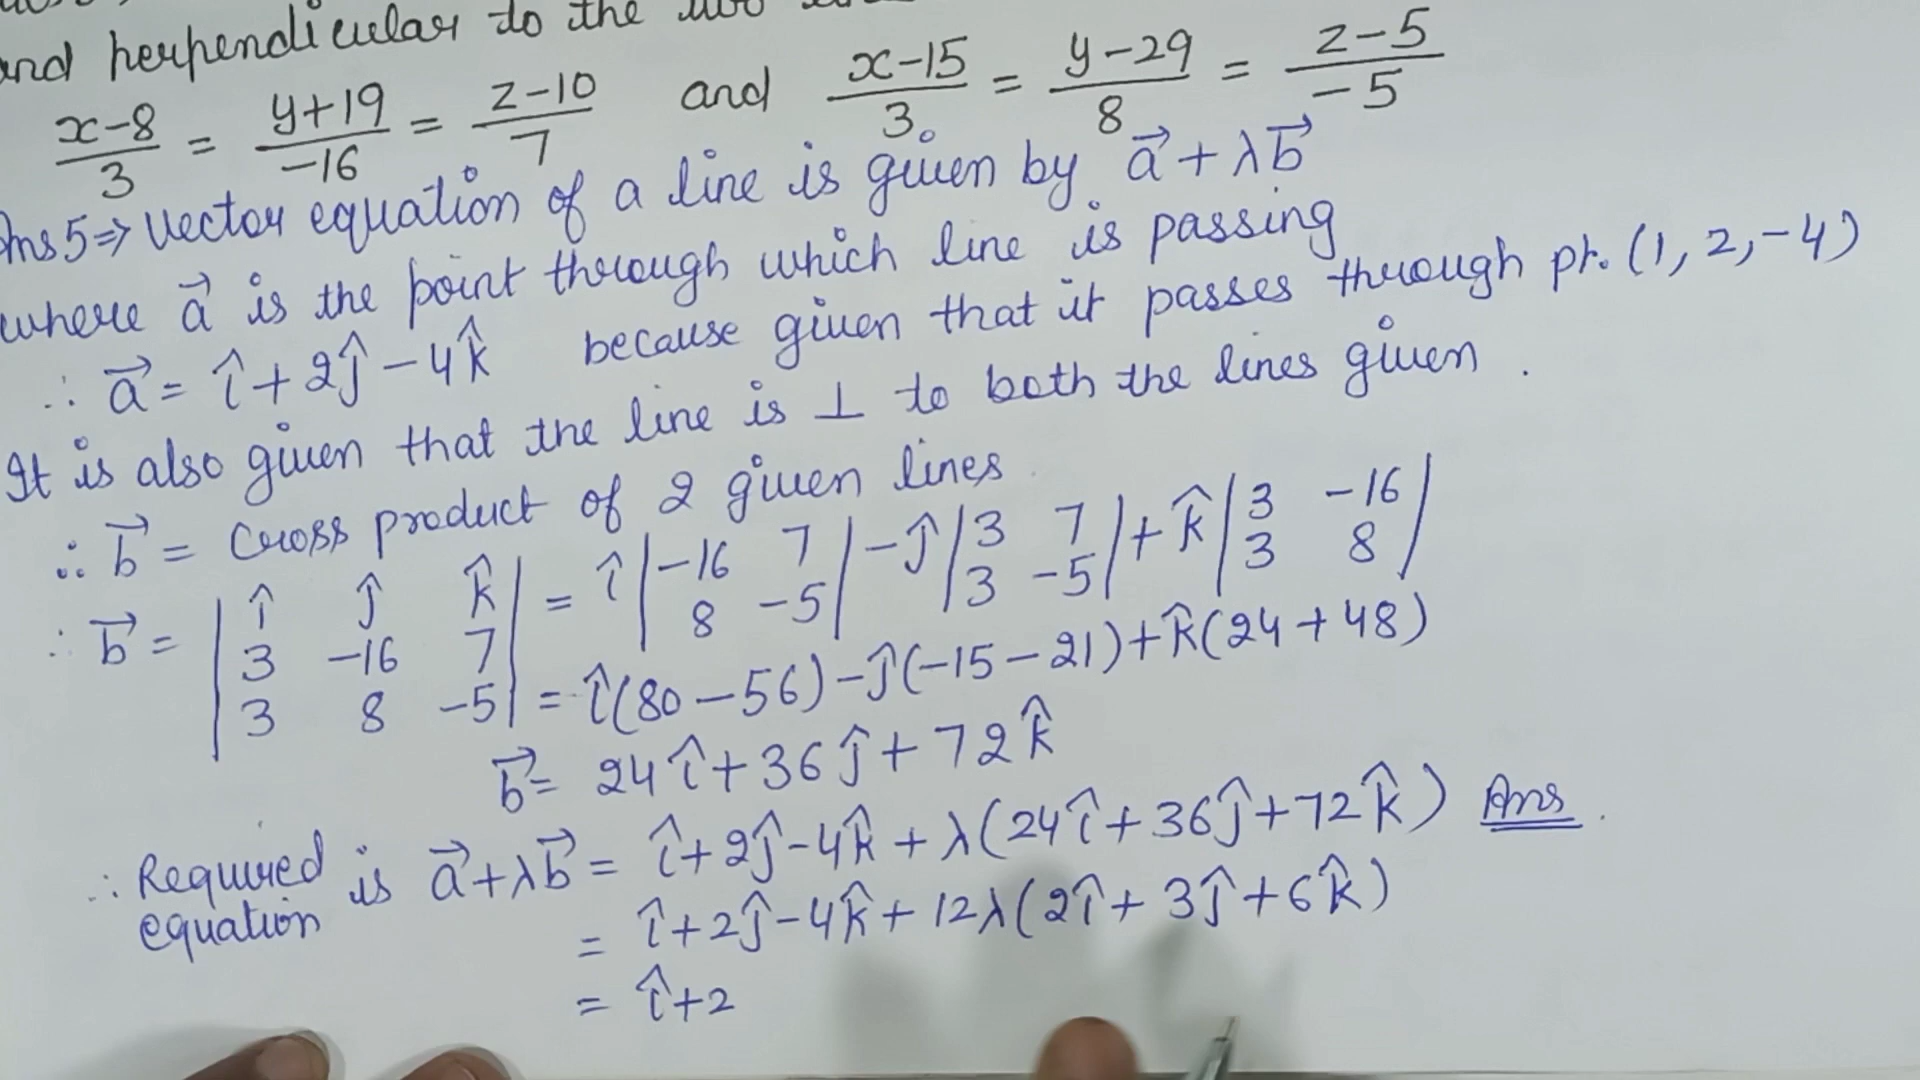 and perpendicular to the two
x-8/3 = y+19/-16 = z-10/7 and x-15/3 = y-29/8 = z-5/-5
Ans 5⇒ Vector equation of a line is given by a⃗ + λb⃗
where a⃗ is the point through which line is passing
∴ a⃗ = î + 2ĵ - 4k̂ because given that it passes through pt. (1, 2, -4)
It is also given that the line is ⊥ to both the lines given.
∴ b⃗ = Cross product of 2 given lines
∴ b⃗ = |î ĵ k̂; 3 -16 7; 3 8 -5| = î|-16 7; 8 -5| - ĵ|3 7; 3 -5| + k̂|3 -16; 3 8|
= î(80-56) - ĵ(-15-21) + k̂(24+48)
b⃗ = 24î + 36ĵ + 72k̂
∴ Required equation is a⃗+λb⃗ = î+2ĵ-4k̂ + λ(24î+36ĵ+72k̂) Ans.
= î+2ĵ-4k̂ + 12λ(2î+3ĵ+6k̂)
= î+2